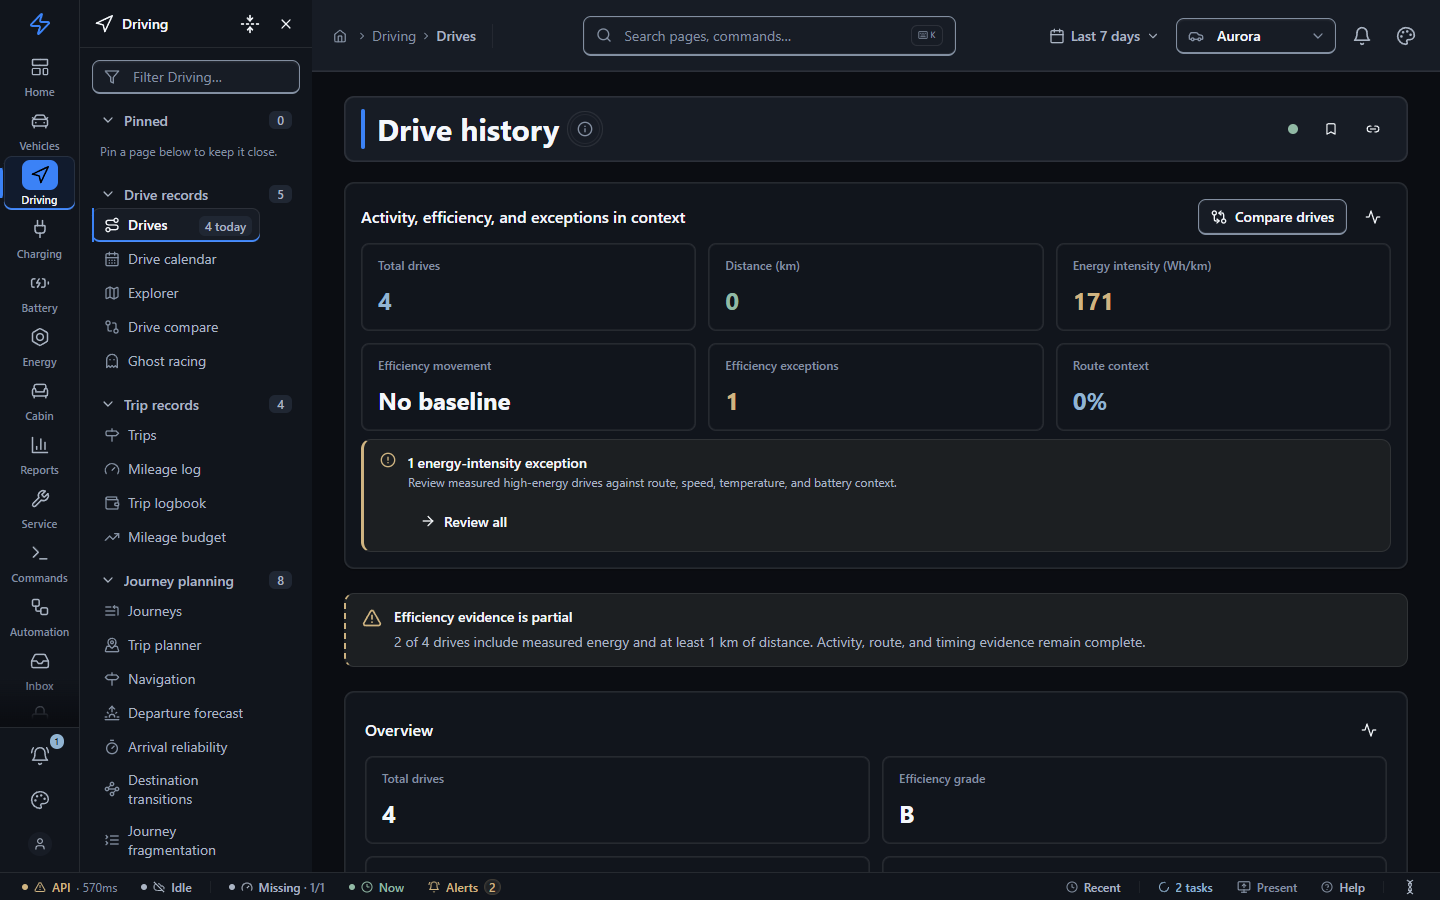 Home
Vehicles
Driving
Charging
Battery
Energy
Cabin
Reports
Service
Commands
Automation
Inbox
1
Driving
Filter Driving...
Pinned 0
Pin a page below to keep it close.
Drive records 5
Drives 4 today
Drive calendar
Explorer
Drive compare
Ghost racing
Trip records 4
Trips
Mileage log
Trip logbook
Mileage budget
Journey planning 8
Journeys
Trip planner
Navigation
Departure forecast
Arrival reliability
Destination
transitions
Journey
fragmentation
Driving
Drives
Search pages, commands...
K
Last 7 days
Aurora
Drive history
Activity, efficiency, and exceptions in context
Compare drives
Total drives
4
Distance (km)
0
Energy intensity (Wh/km)
171
Efficiency movement
No baseline
Efficiency exceptions
1
Route context
0%
1 energy-intensity exception
Review measured high-energy drives against route, speed, temperature, and battery context.
Review all
Efficiency evidence is partial
2 of 4 drives include measured energy and at least 1 km of distance. Activity, route, and timing evidence remain complete.
Overview
Total drives
4
Efficiency grade
B
API · 570ms
Idle
Missing · 1/1
Now
Alerts 2
Recent
2 tasks
Present
Help